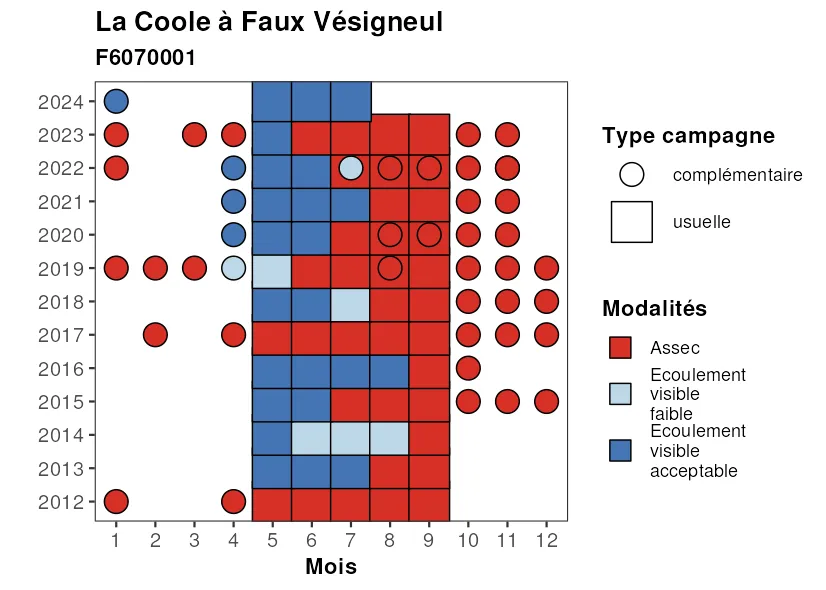 La Coole à Faux Vésigneul
F6070001
2024
2023
2022
2021
2020
2019
2018
2017
2016
2015
2014
2013
2012
1 2 3 4 5 6 7 8 9 10 11 12
Mois
Type campagne
complémentaire
usuelle
Modalités
Assec
Ecoulement
visible
faible
Ecoulement
visible
acceptable